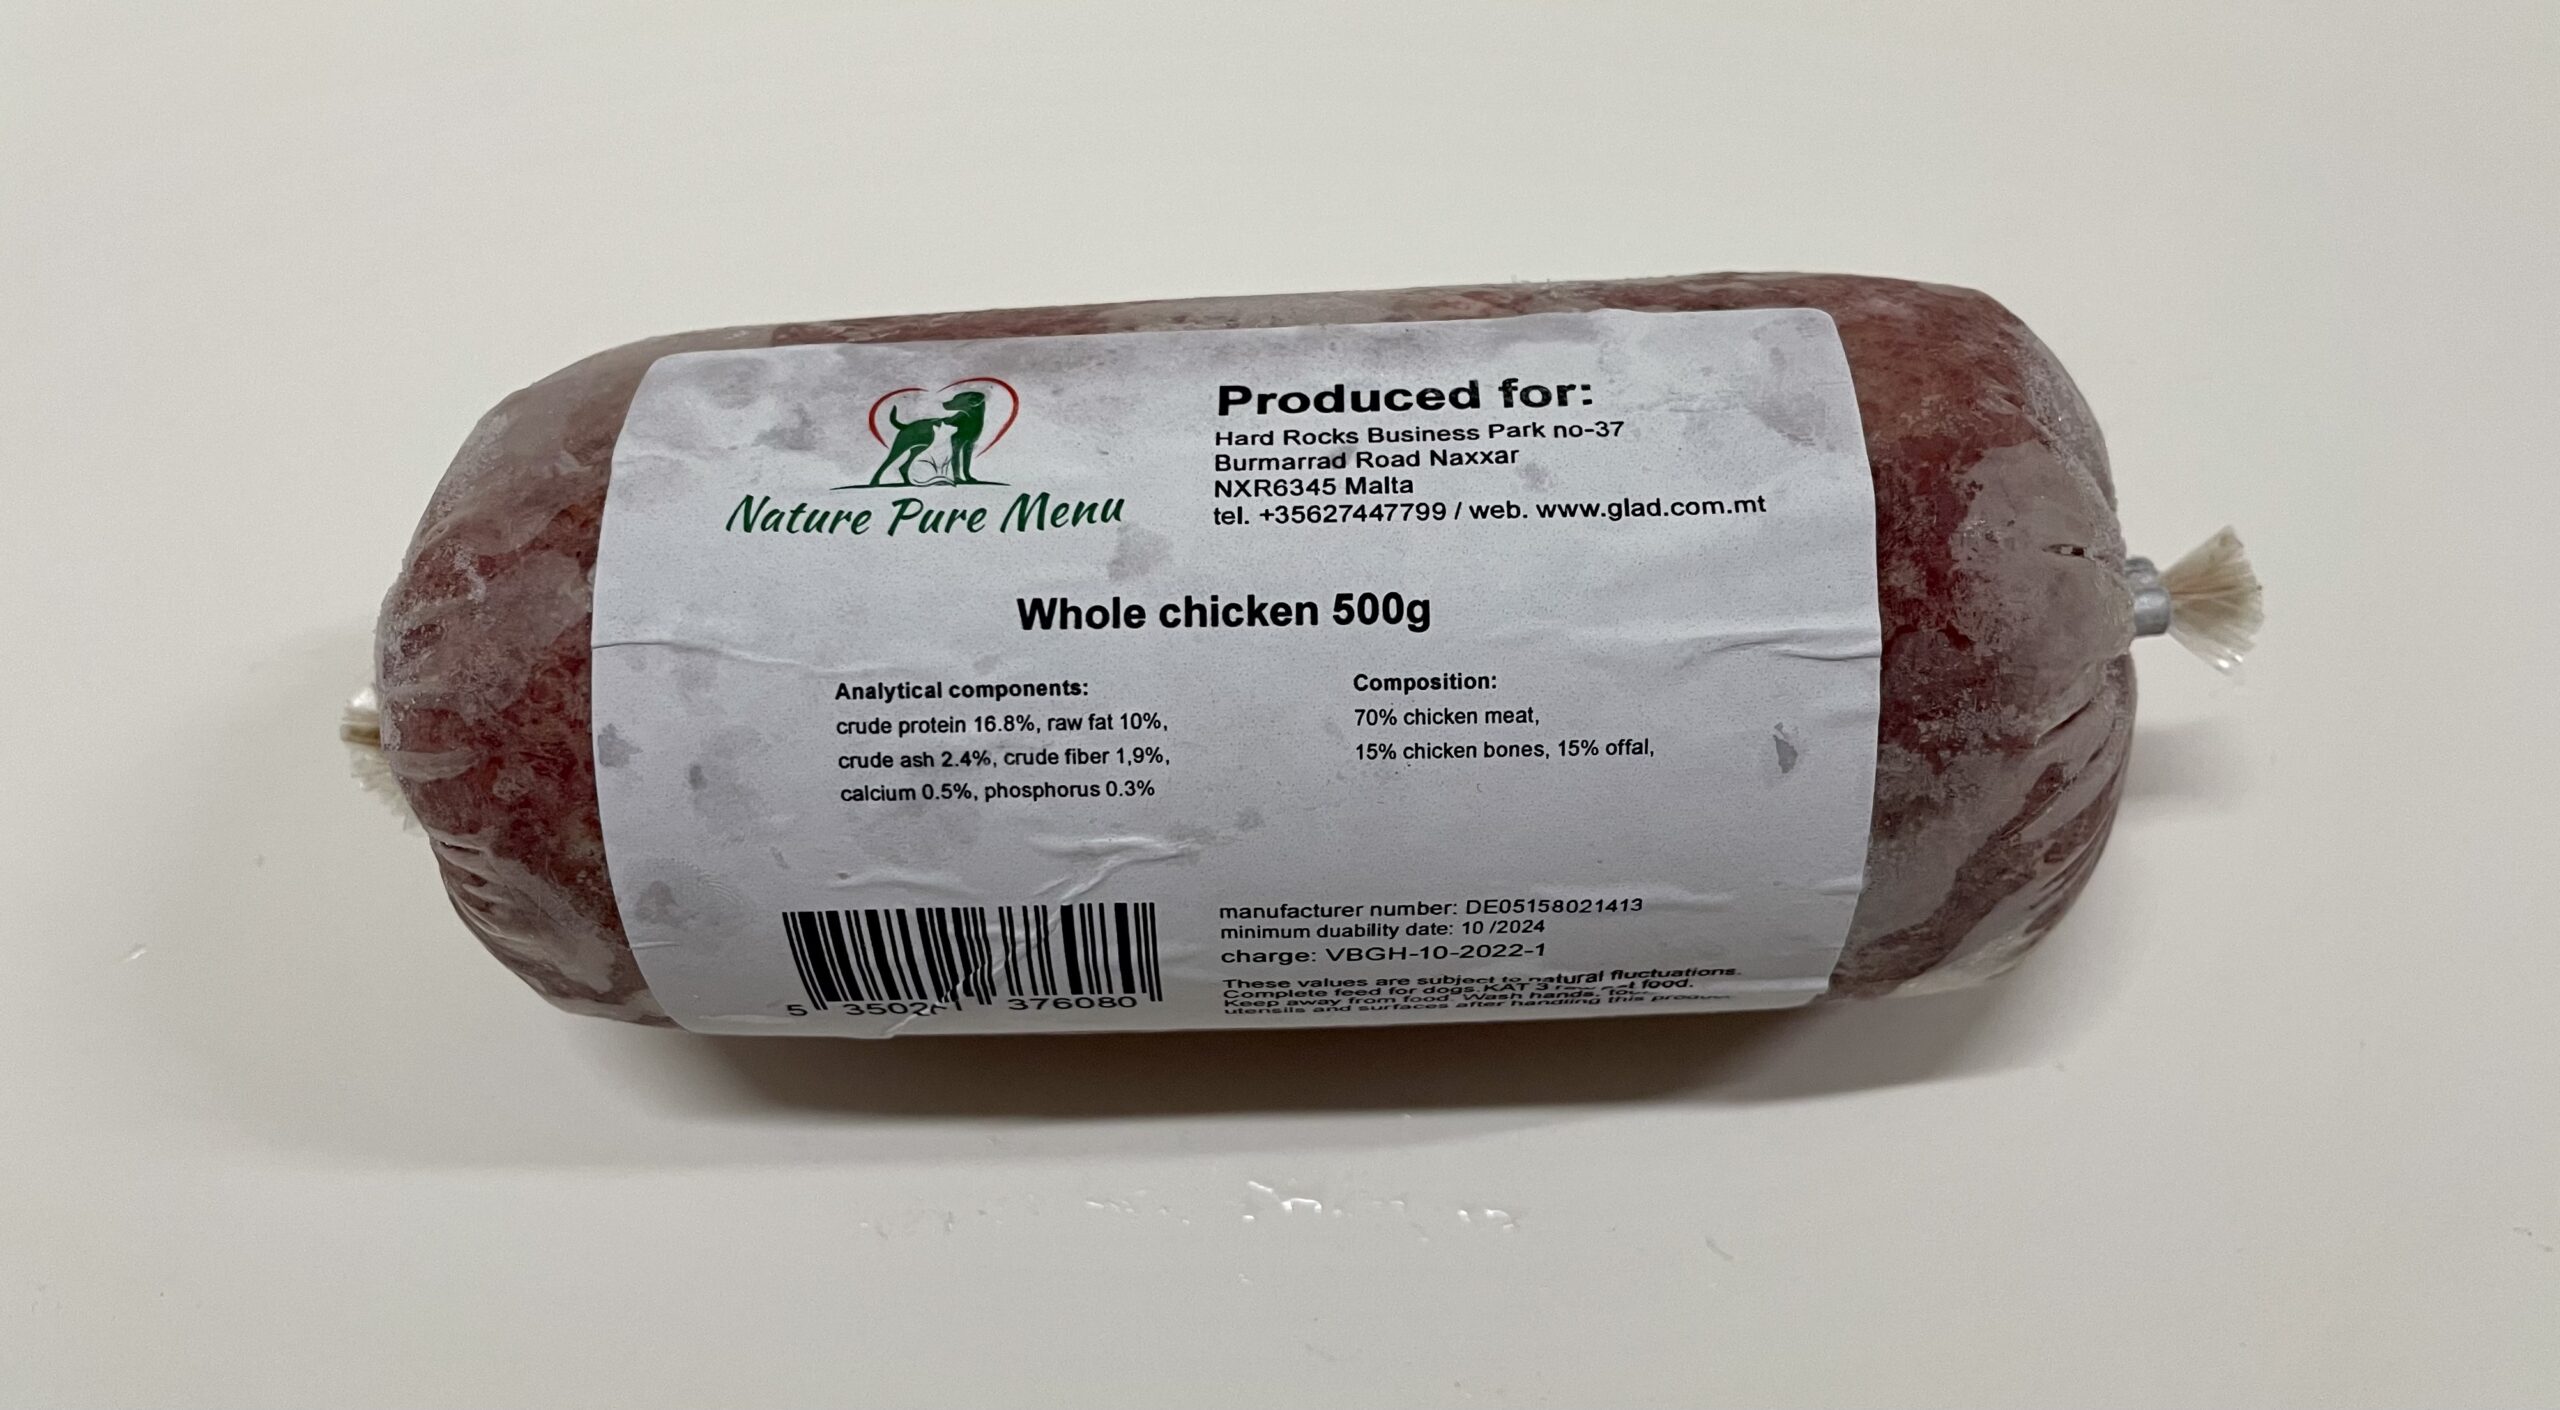 Nature Pure Menu
Produced for:
Hard Rocks Business Park no-37
Burmarrad Road Naxxar
NXR6345 Malta
tel. +35627447799 / web. www.glad.com.mt
Whole chicken 500g
Analytical components:
crude protein 16.8%, raw fat 10%,
crude ash 2.4%, crude fiber 1,9%,
calcium 0.5%, phosphorus 0.3%
Composition:
70% chicken meat,
15% chicken bones, 15% offal,
5 376080
manufacturer number: DE05158021413
minimum duability date: 10 /2024
charge: VBGH-10-2022-1
These values are subject to natural fluctuations.
Complete feed for dogs. KAT 3 food.
Keep away from food. Wash hands,
utensils and surfaces after handling this